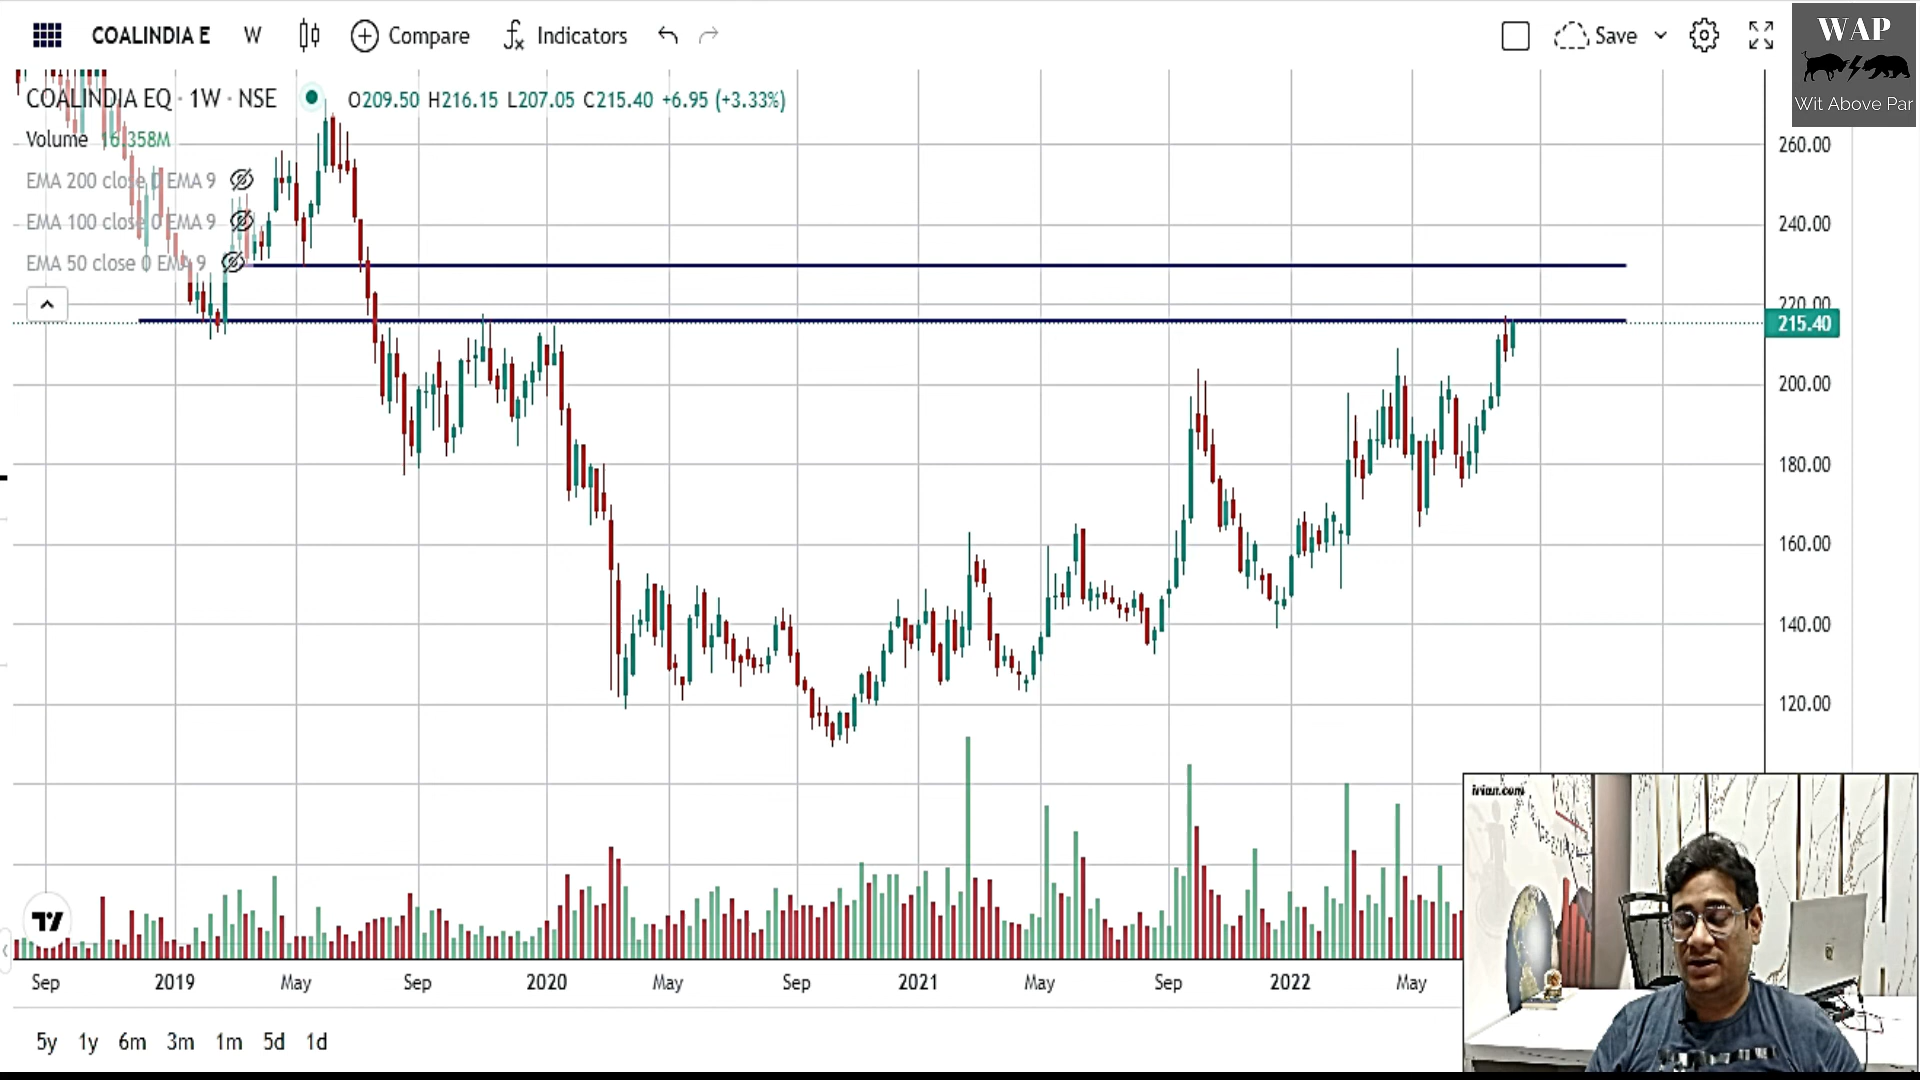 COALINDIA E W Compare Indicators Save
WAP
Wit Above Par
COALINDIA EQ · 1W · NSE O209.50 H216.15 L207.05 C215.40 +6.95 (+3.33%)
Volume 16.358M
EMA 200 close 0 EMA 9
EMA 100 close 0 EMA 9
EMA 50 close 0 EMA 9
260.00
240.00
220.00
215.40
200.00
180.00
160.00
140.00
120.00
Sep 2019 May Sep 2020 May Sep 2021 May Sep 2022 May
5y 1y 6m 3m 1m 5d 1d